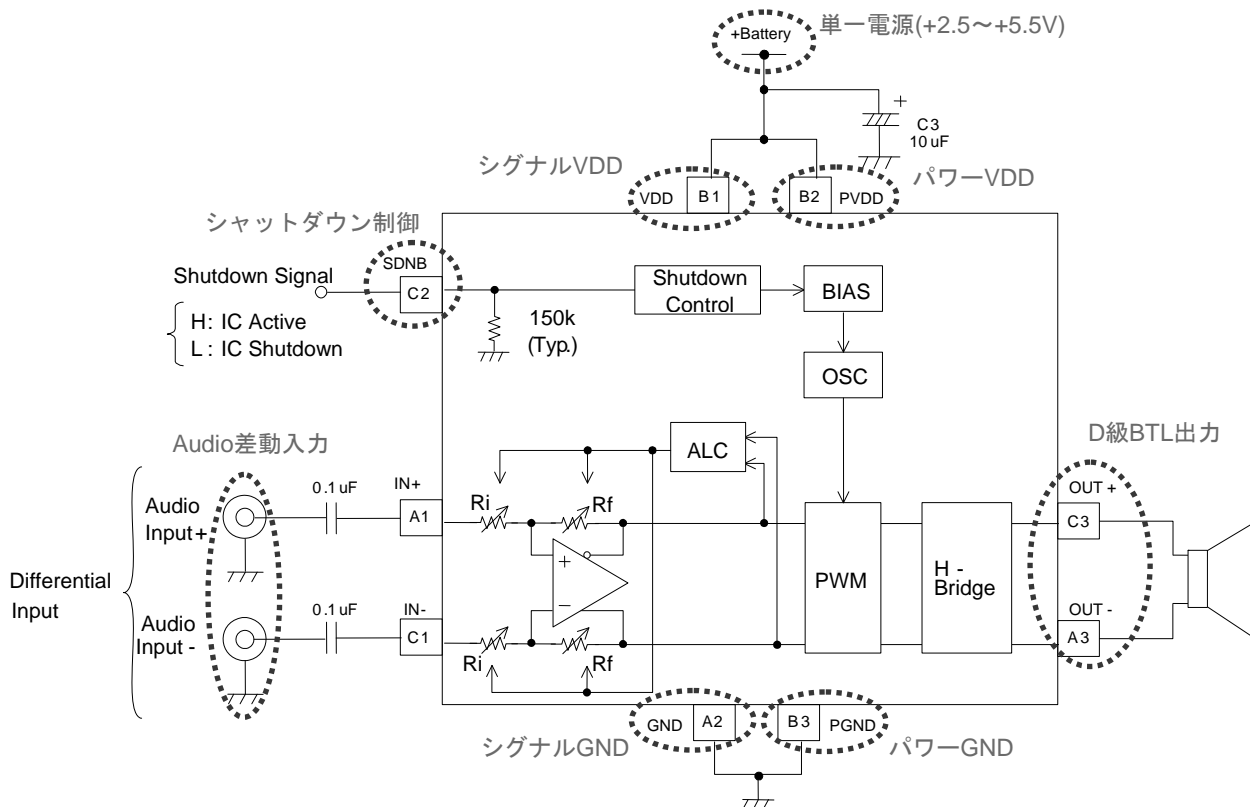 単一電源(+2.5～+5.5V)
+Battery
+
C3
10 uF
シグナルVDD
パワーVDD
VDD
B1
B2
PVDD
シャットダウン制御
SDNB
Shutdown Signal
C2
H: IC Active
L : IC Shutdown
150k
(Typ.)
Shutdown
Control
BIAS
OSC
Audio差動入力
D級BTL出力
ALC
Differential
Input
Audio
Input+
0.1 uF
IN+
A1
Ri
Rf
+
−
PWM
H -
Bridge
OUT +
C3
Audio
Input -
0.1 uF
IN-
C1
Ri
Rf
OUT -
A3
シグナルGND
GND
A2
B3
PGND
パワーGND